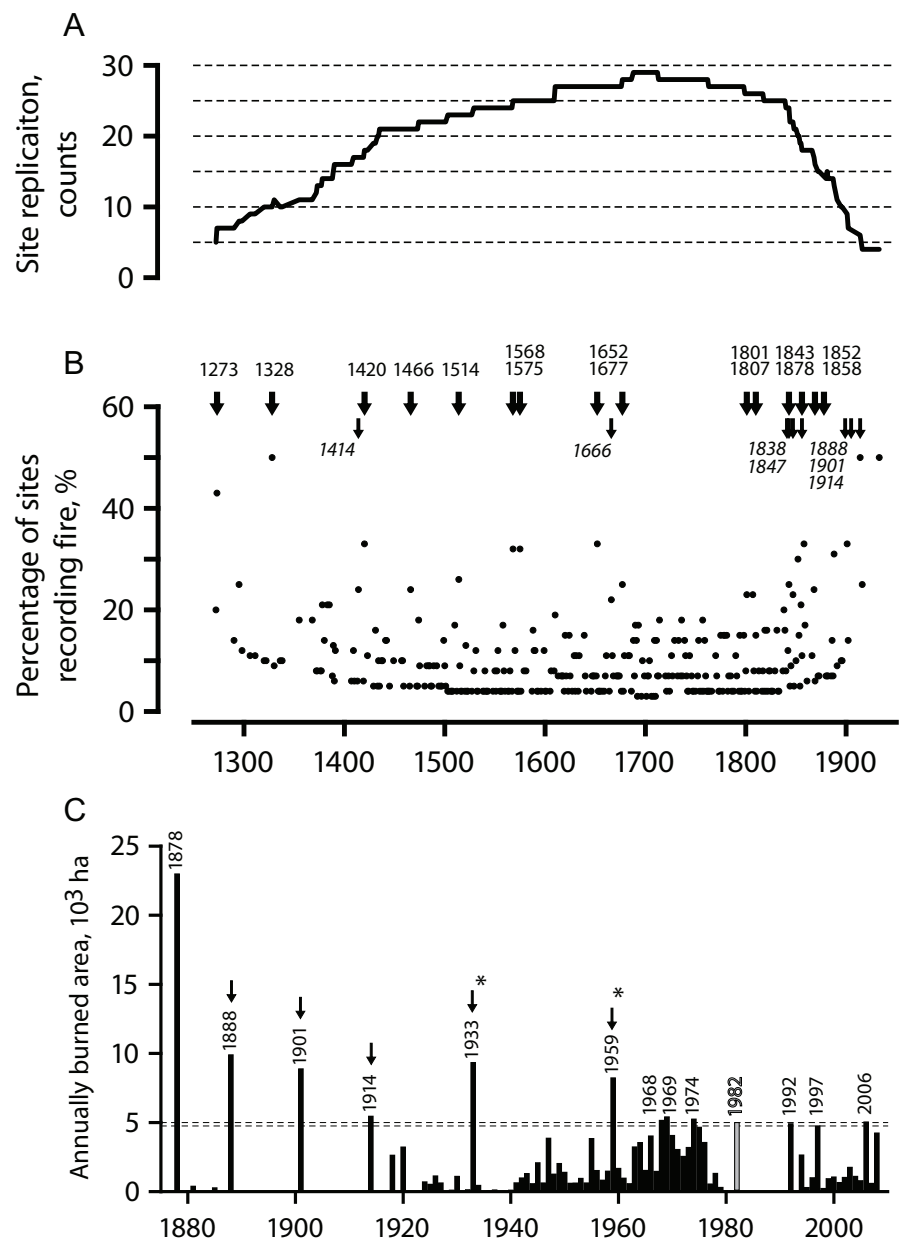 A
Site replicaiton,
counts
30
20
10
0
B
1273 1328 1420 1466 1514 1568 1652 1801 1843 1852
1575 1677 1807 1878 1858
1414 1666 1838 1888
1847 1901
1914
Percentage of sites
recording fire, %
60
40
20
0
1300 1400 1500 1600 1700 1800 1900
C
Annually burned area, 10³ ha
25
20
15
10
5
0
1878
1888
1901
1914
1933
*
1959
*
1968
1969
1974
1982
1992
1997
2006
1880 1900 1920 1940 1960 1980 2000